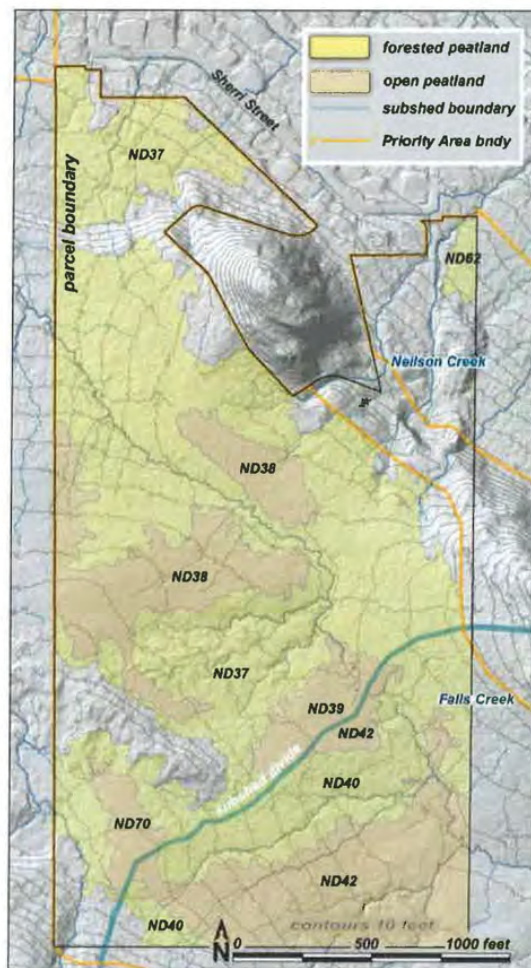 forested peatland
open peatland
subshed boundary
Priority Area bndy
Sherri Street
ND37
parcel boundary
ND62
Neilson Creek
ND38
ND38
ND37
ND39
Falls Creek
ND42
subshed divide
ND40
ND70
ND42
ND40
N
contours 10 feet
0 500 1000 feet